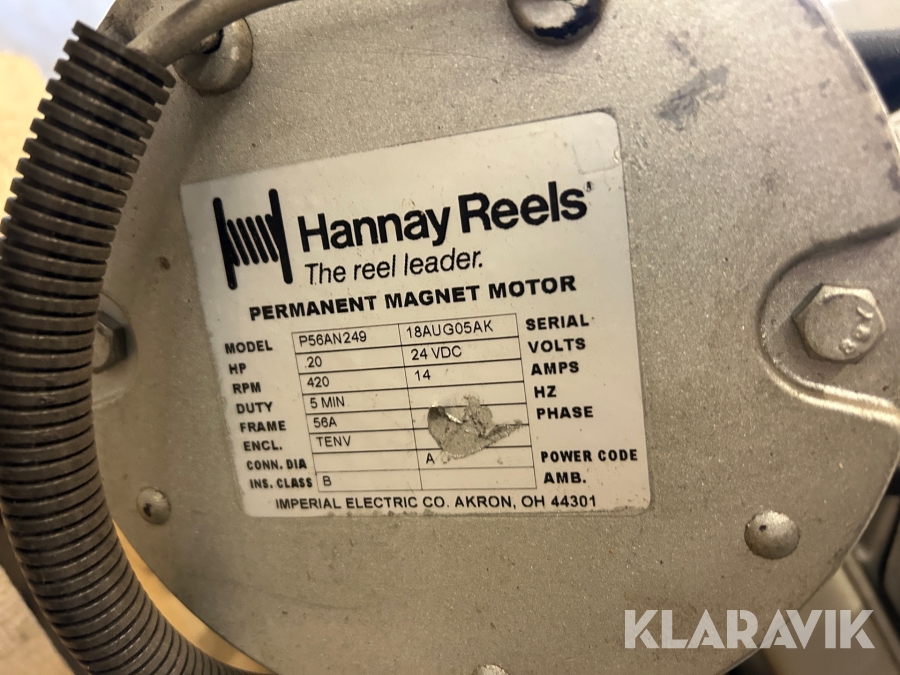 Hannay Reels®
The reel leader.
PERMANENT MAGNET MOTOR
MODEL P56AN249 18AUG05AK SERIAL
HP .20 24 VDC VOLTS
RPM 420 14 AMPS
DUTY 5 MIN HZ
FRAME 56A PHASE
ENCL. TENV
CONN. DIA A POWER CODE
INS. CLASS B AMB.
IMPERIAL ELECTRIC CO. AKRON, OH 44301
KLARAVIK